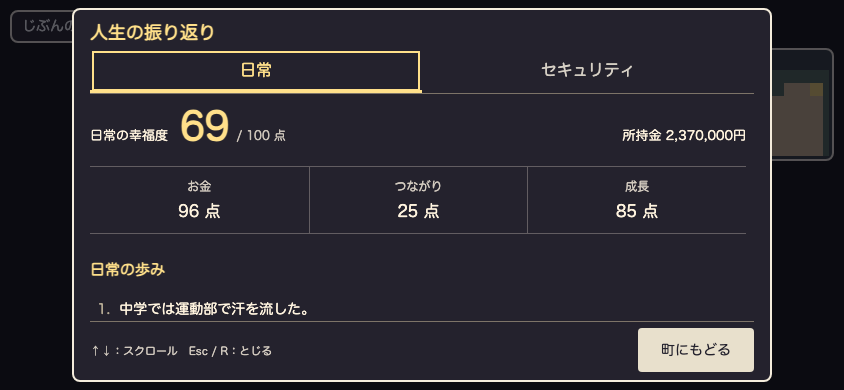 じぶんの
人生の振り返り
日常 セキュリティ
日常の幸福度 69 / 100 点 所持金 2,370,000円
お金 つながり 成長
96 点 25 点 85 点
日常の歩み
1. 中学では運動部で汗を流した。
↑↓：スクロール Esc / R：とじる 町にもどる